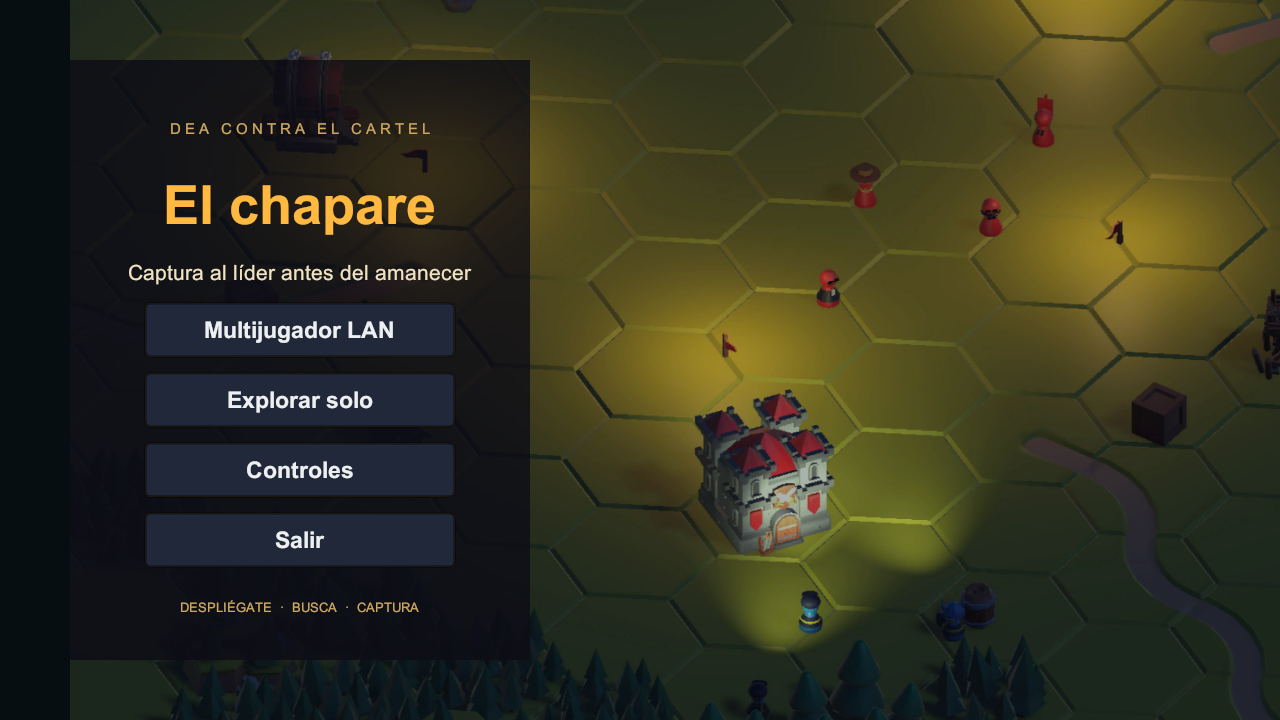 DEA CONTRA EL CARTEL
El chapare
Captura al líder antes del amanecer
Multijugador LAN
Explorar solo
Controles
Salir
DESPLIÉGATE · BUSCA · CAPTURA